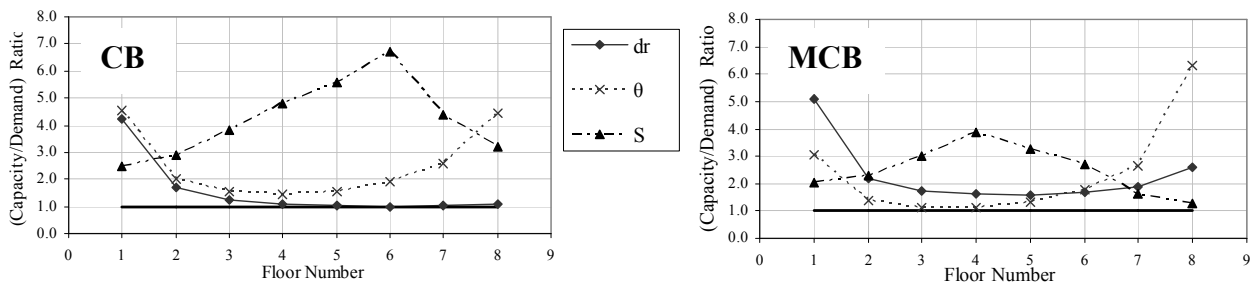 CB
(Capacity/Demand) Ratio
8.0
7.0
6.0
5.0
4.0
3.0
2.0
1.0
0.0
0 1 2 3 4 5 6 7 8 9
Floor Number
dr
θ
S
MCB
(Capacity/Demand) Ratio
8.0
7.0
6.0
5.0
4.0
3.0
2.0
1.0
0.0
0 1 2 3 4 5 6 7 8 9
Floor Number